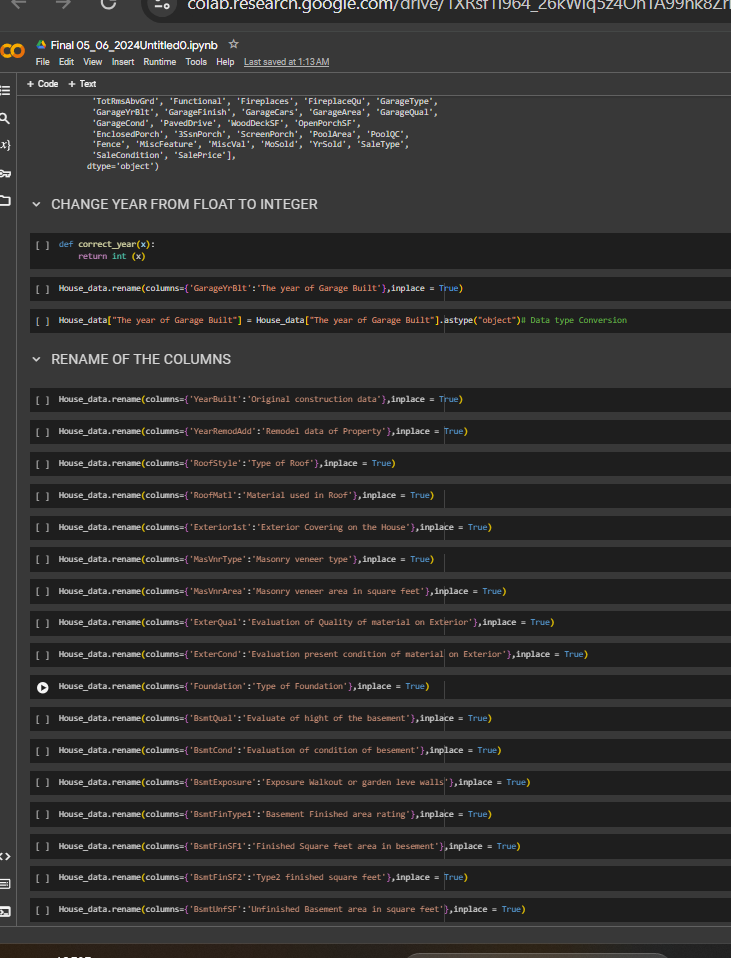 Final 05_06_2024Untitled0.ipynb
File Edit View Insert Runtime Tools Help Last saved at 1:13 AM
+ Code + Text
'TotRmsAbvGrd', 'Functional', 'Fireplaces', 'FireplaceQu', 'GarageType',
'GarageYrBlt', 'GarageFinish', 'GarageCars', 'GarageArea', 'GarageQual',
'GarageCond', 'PavedDrive', 'WoodDeckSF', 'OpenPorchSF',
'EnclosedPorch', '3SsnPorch', 'ScreenPorch', 'PoolArea', 'PoolQC',
'Fence', 'MiscFeature', 'MiscVal', 'MoSold', 'YrSold', 'SaleType',
'SaleCondition', 'SalePrice'],
dtype='object')
CHANGE YEAR FROM FLOAT TO INTEGER
[ ] def correct_year(x):
return int (x)
[ ] House_data.rename(columns={'GarageYrBlt':'The year of Garage Built'},inplace = True)
[ ] House_data["The year of Garage Built"] = House_data["The year of Garage Built"].astype("object")# Data type Conversion
RENAME OF THE COLUMNS
[ ] House_data.rename(columns={'YearBuilt':'Original construction data'},inplace = True)
[ ] House_data.rename(columns={'YearRemodAdd':'Remodel data of Property'},inplace = True)
[ ] House_data.rename(columns={'RoofStyle':'Type of Roof'},inplace = True)
[ ] House_data.rename(columns={'RoofMatl':'Material used in Roof'},inplace = True)
[ ] House_data.rename(columns={'Exterior1st':'Exterior Covering on the House'},inplace = True)
[ ] House_data.rename(columns={'MasVnrType':'Masonry veneer type'},inplace = True)
[ ] House_data.rename(columns={'MasVnrArea':'Masonry veneer area in square feet'},inplace = True)
[ ] House_data.rename(columns={'ExterQual':'Evaluation of Quality of material on Exterior'},inplace = True)
[ ] House_data.rename(columns={'ExterCond':'Evaluation present condition of material on Exterior'},inplace = True)
House_data.rename(columns={'Foundation':'Type of Foundation'},inplace = True)
[ ] House_data.rename(columns={'BsmtQual':'Evaluate of hight of the basement'},inplace = True)
[ ] House_data.rename(columns={'BsmtCond':'Evaluation of condition of besement'},inplace = True)
[ ] House_data.rename(columns={'BsmtExposure':'Exposure Walkout or garden leve walls'},inplace = True)
[ ] House_data.rename(columns={'BsmtFinType1':'Basement Finished area rating'},inplace = True)
[ ] House_data.rename(columns={'BsmtFinSF1':'Finished Square feet area in besement'},inplace = True)
[ ] House_data.rename(columns={'BsmtFinSF2':'Type2 finished square feet'},inplace = True)
[ ] House_data.rename(columns={'BsmtUnfSF':'Unfinished Basement area in square feet'},inplace = True)